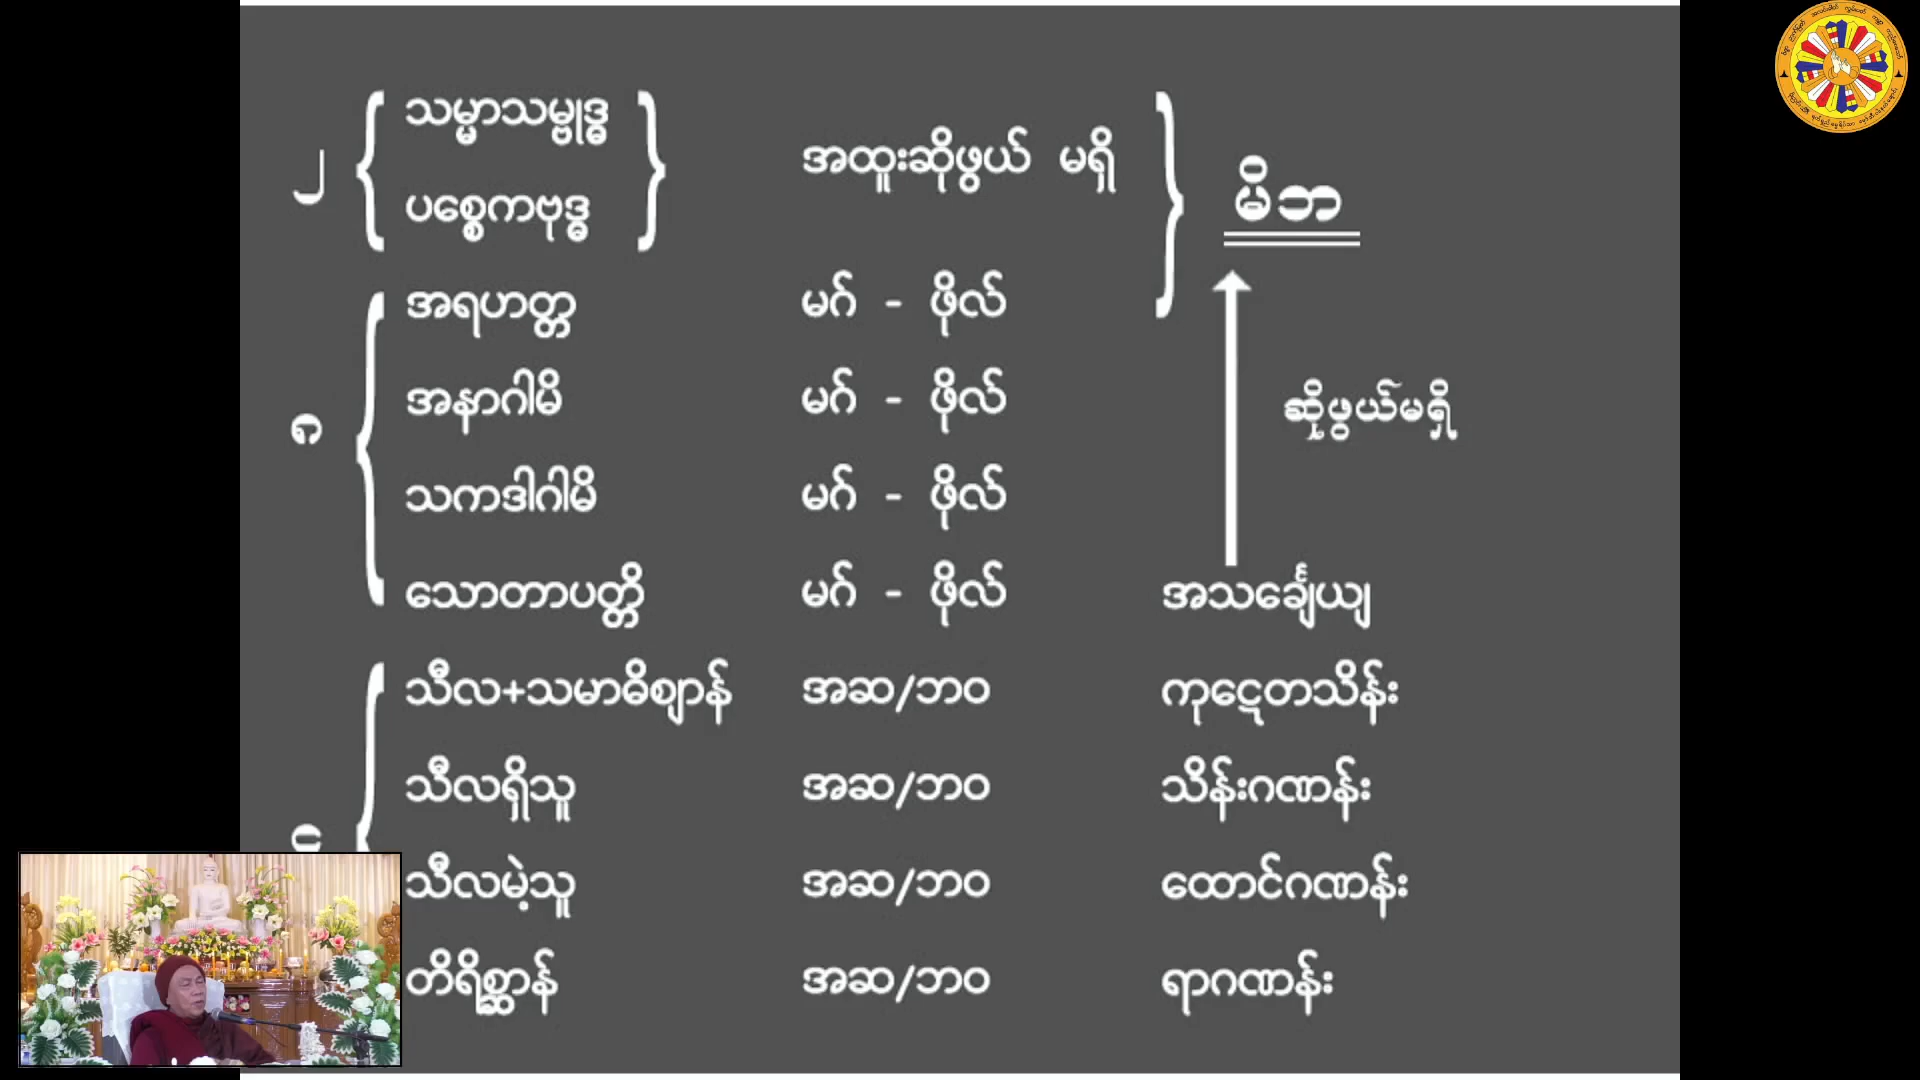 ၂ { သမ္မာသမ္ဗုဒ္ဓ } အထူးဆိုဖွယ် မရှိ } မိဘ
ပစ္စေကဗုဒ္ဓ
၈ { အရဟတ္တ မဂ် - ဖိုလ်
အနာဂါမိ မဂ် - ဖိုလ် ဆိုဖွယ်မရှိ
သကဒါဂါမိ မဂ် - ဖိုလ်
သောတာပတ္တိ မဂ် - ဖိုလ် အသင်္ချေယျ
သီလ+သမာဓိဈာန် အဆ/ဘဝ ကုဋေတသိန်း
သီလရှိသူ အဆ/ဘဝ သိန်းဂဏန်း
သီလမဲ့သူ အဆ/ဘဝ ထောင်ဂဏန်း
တိရိစ္ဆာန် အဆ/ဘဝ ရာဂဏန်း